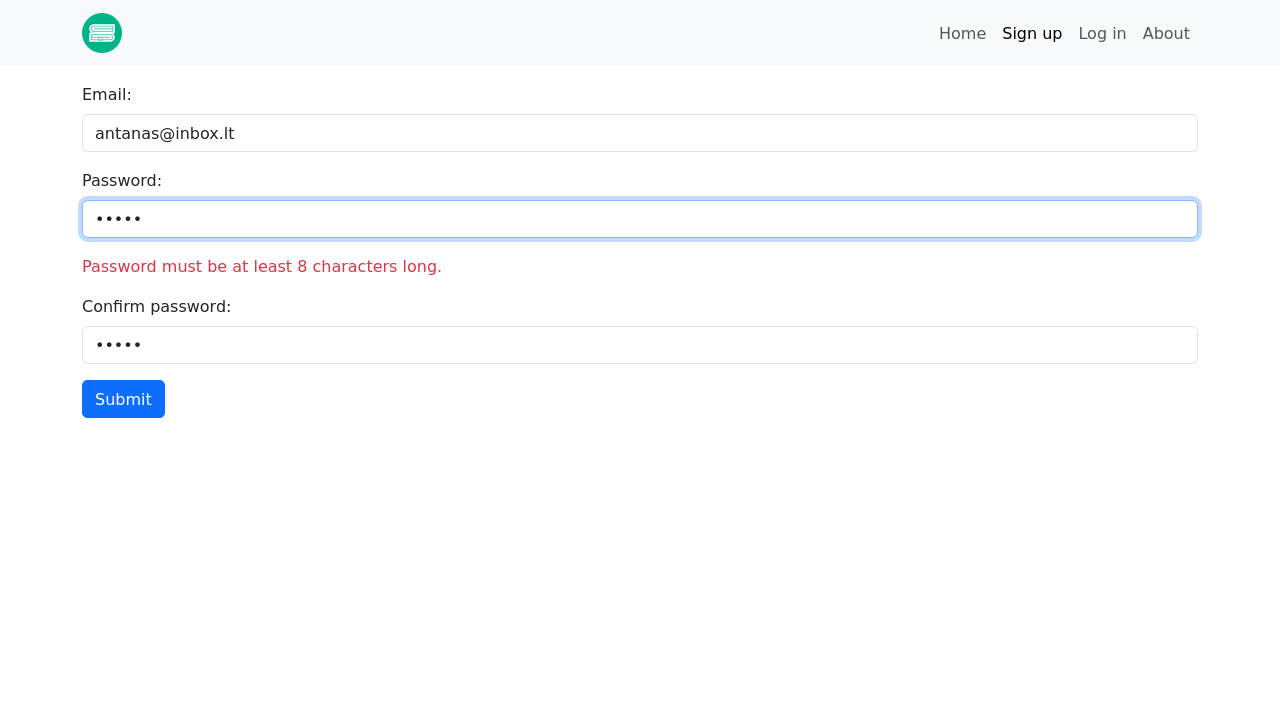 Home Sign up Log in About
Email:
antanas@inbox.lt
Password:
•••••
Password must be at least 8 characters long.
Confirm password:
•••••
Submit